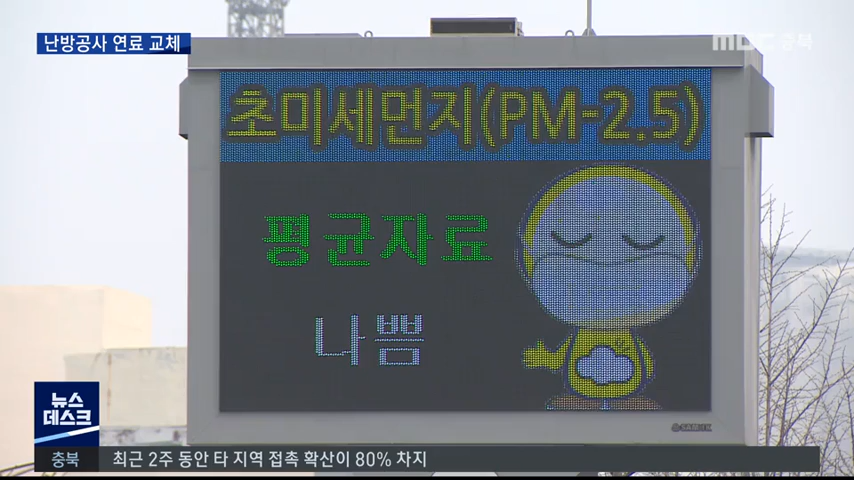 난방공사 연료 교체
MBC 충북
초미세먼지(PM-2.5)
평균자료
나쁨
뉴스
데스크
충북 최근 2주 동안 타 지역 접촉 확산이 80% 차지